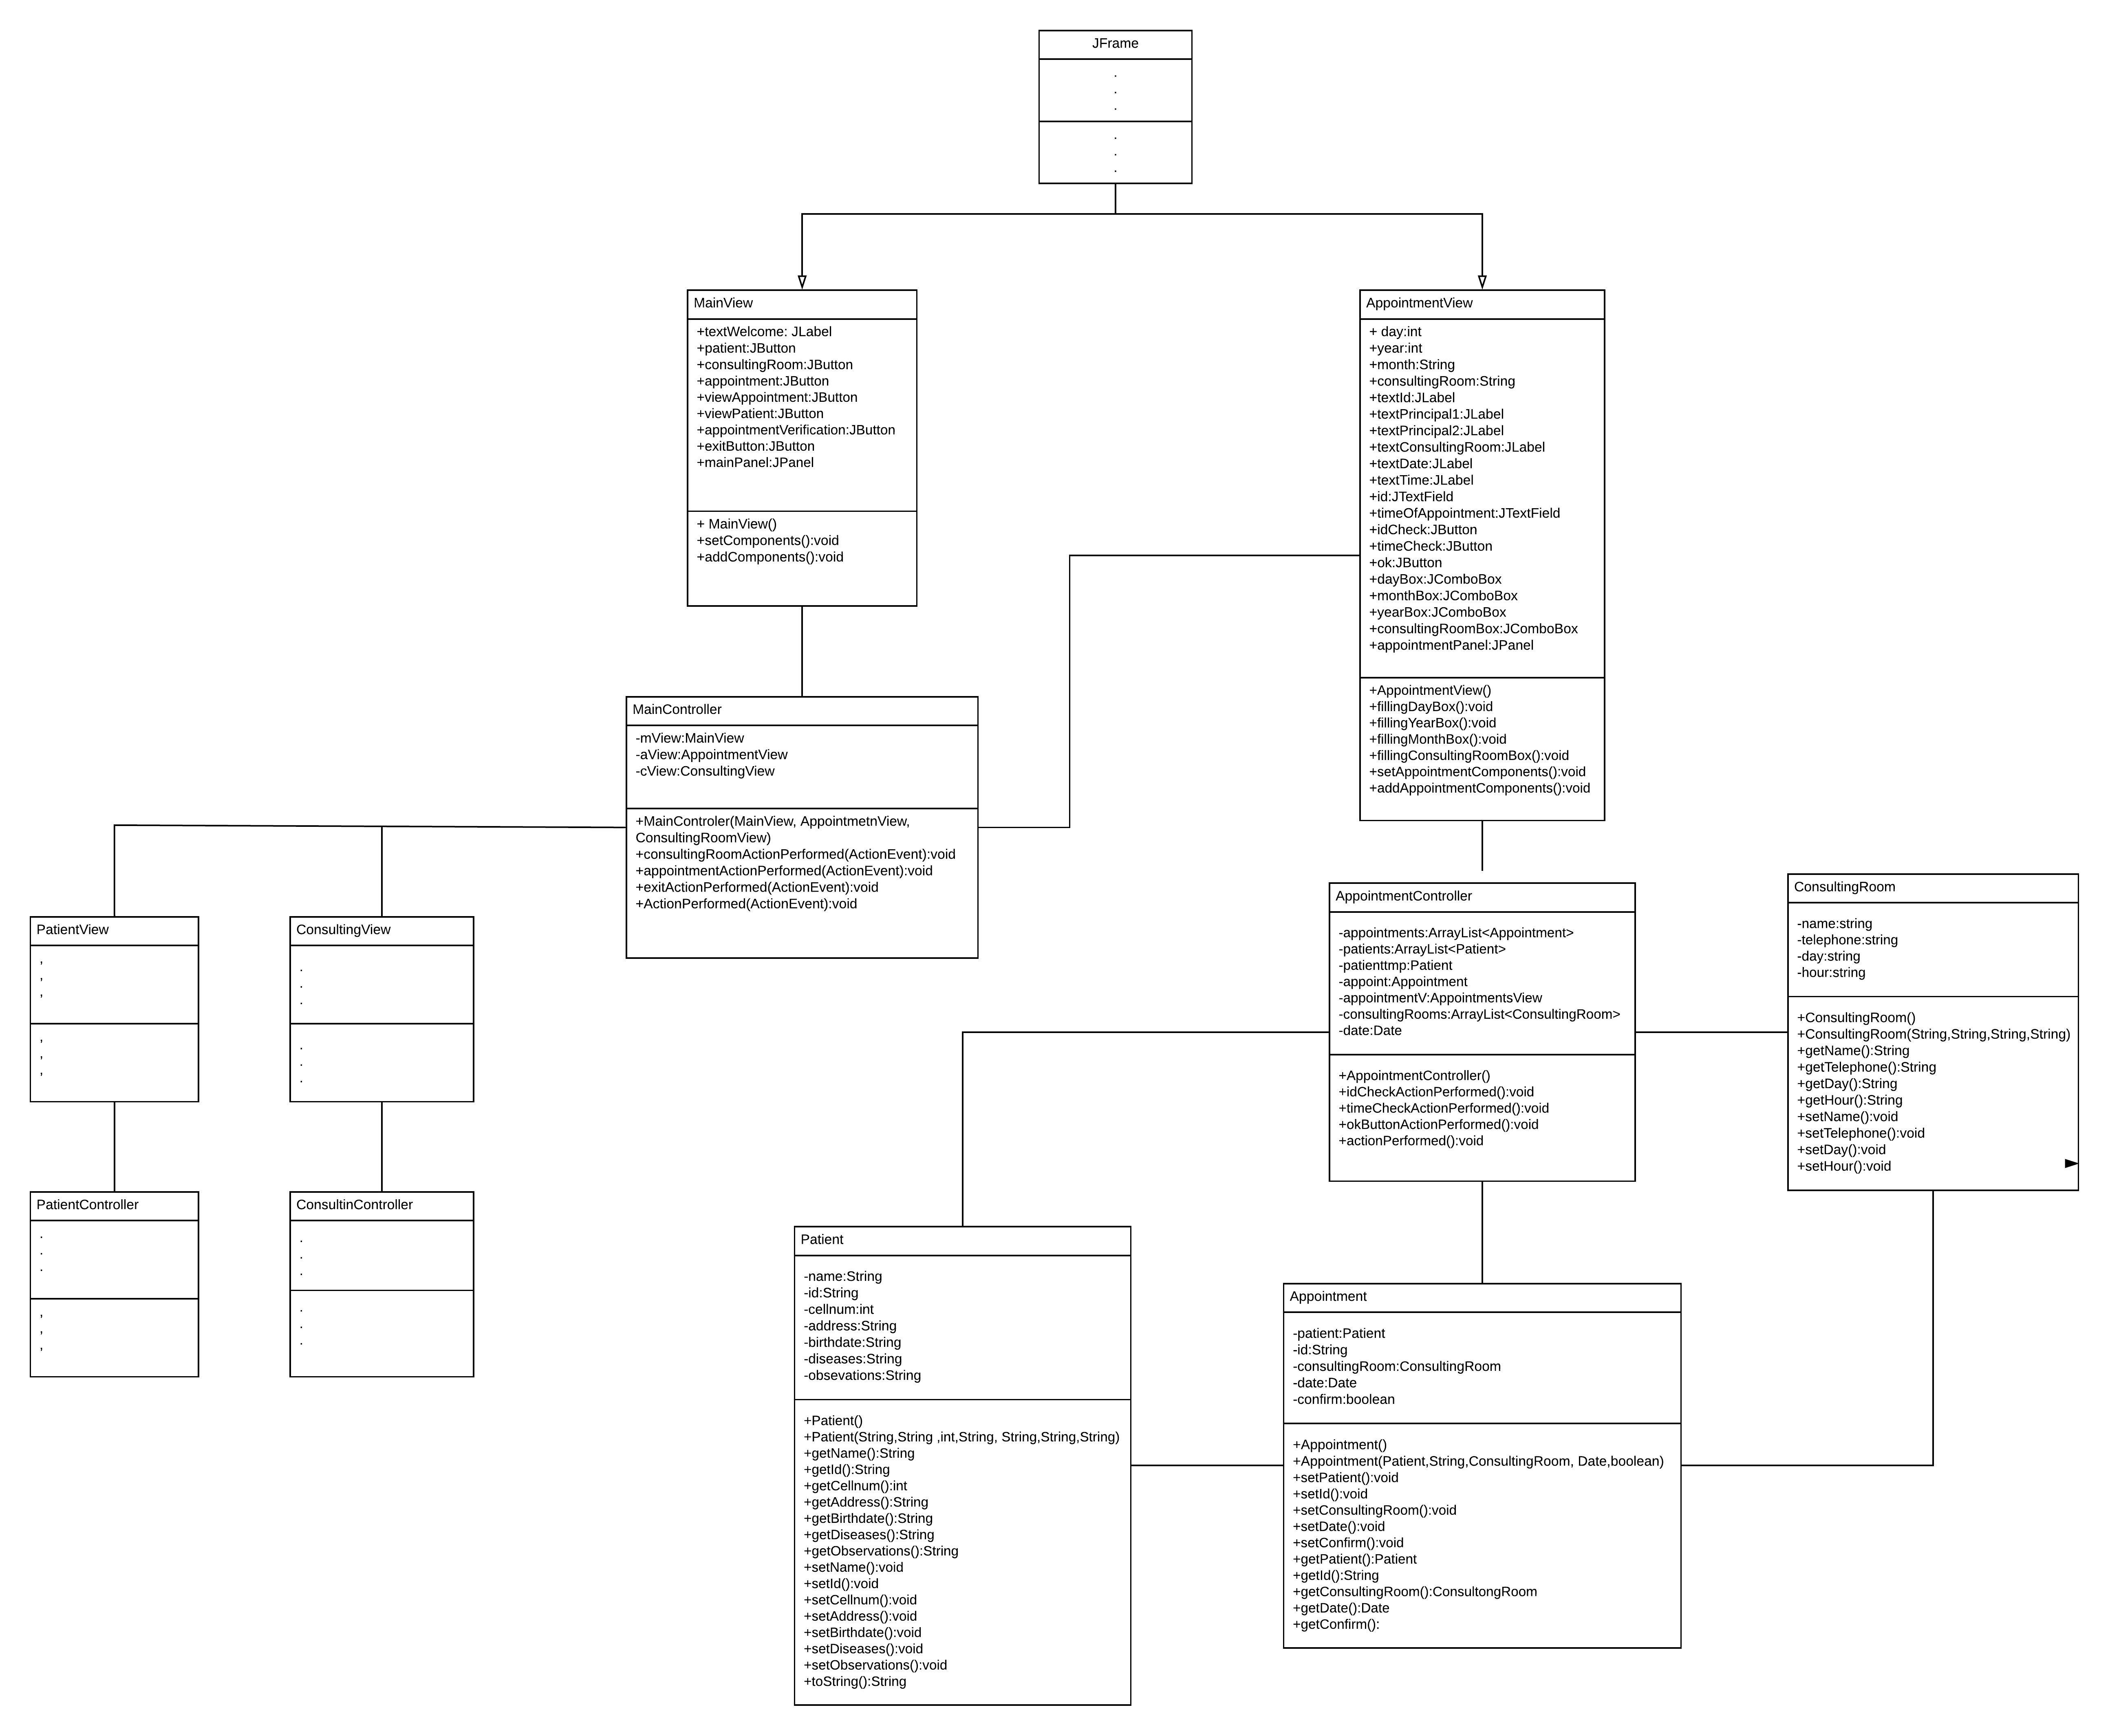 JFrame
.
.
.
.
.
.
MainView
+textWelcome: JLabel
+patient:JButton
+consultingRoom:JButton
+appointment:JButton
+viewAppointment:JButton
+viewPatient:JButton
+appointmentVerification:JButton
+exitButton:JButton
+mainPanel:JPanel
+ MainView()
+setComponents():void
+addComponents():void
AppointmentView
+ day:int
+year:int
+month:String
+consultingRoom:String
+textId:JLabel
+textPrincipal1:JLabel
+textPrincipal2:JLabel
+textConsultingRoom:JLabel
+textDate:JLabel
+textTime:JLabel
+id:JTextField
+timeOfAppointment:JTextField
+idCheck:JButton
+timeCheck:JButton
+ok:JButton
+dayBox:JComboBox
+monthBox:JComboBox
+yearBox:JComboBox
+consultingRoomBox:JComboBox
+appointmentPanel:JPanel
+AppointmentView()
+fillingDayBox():void
+fillingYearBox():void
+fillingMonthBox():void
+fillingConsultingRoomBox():void
+setAppointmentComponents():void
+addAppointmentComponents():void
MainController
-mView:MainView
-aView:AppointmentView
-cView:ConsultingView
+MainControler(MainView, AppointmetnView,
ConsultingRoomView)
+consultingRoomActionPerformed(ActionEvent):void
+appointmentActionPerformed(ActionEvent):void
+exitActionPerformed(ActionEvent):void
+ActionPerformed(ActionEvent):void
PatientView
,
,
,
,
,
,
ConsultingView
.
.
.
.
.
.
AppointmentController
-appointments:ArrayList<Appointment>
-patients:ArrayList<Patient>
-patienttmp:Patient
-appoint:Appointment
-appointmentV:AppointmentsView
-consultingRooms:ArrayList<ConsultingRoom>
-date:Date
+AppointmentController()
+idCheckActionPerformed():void
+timeCheckActionPerformed():void
+okButtonActionPerformed():void
+actionPerformed():void
ConsultingRoom
-name:string
-telephone:string
-day:string
-hour:string
+ConsultingRoom()
+ConsultingRoom(String,String,String,String)
+getName():String
+getTelephone():String
+getDay():String
+getHour():String
+setName():void
+setTelephone():void
+setDay():void
+setHour():void
PatientController
.
.
.
,
,
,
ConsultinController
.
.
.
.
.
.
Patient
-name:String
-id:String
-cellnum:int
-address:String
-birthdate:String
-diseases:String
-obsevations:String
+Patient()
+Patient(String,String ,int,String, String,String,String)
+getName():String
+getId():String
+getCellnum():int
+getAddress():String
+getBirthdate():String
+getDiseases():String
+getObservations():String
+setName():void
+setId():void
+setCellnum():void
+setAddress():void
+setBirthdate():void
+setDiseases():void
+setObservations():void
+toString():String
Appointment
-patient:Patient
-id:String
-consultingRoom:ConsultingRoom
-date:Date
-confirm:boolean
+Appointment()
+Appointment(Patient,String,ConsultingRoom, Date,boolean)
+setPatient():void
+setId():void
+setConsultingRoom():void
+setDate():void
+setConfirm():void
+getPatient():Patient
+getId():String
+getConsultingRoom():ConsultongRoom
+getDate():Date
+getConfirm():